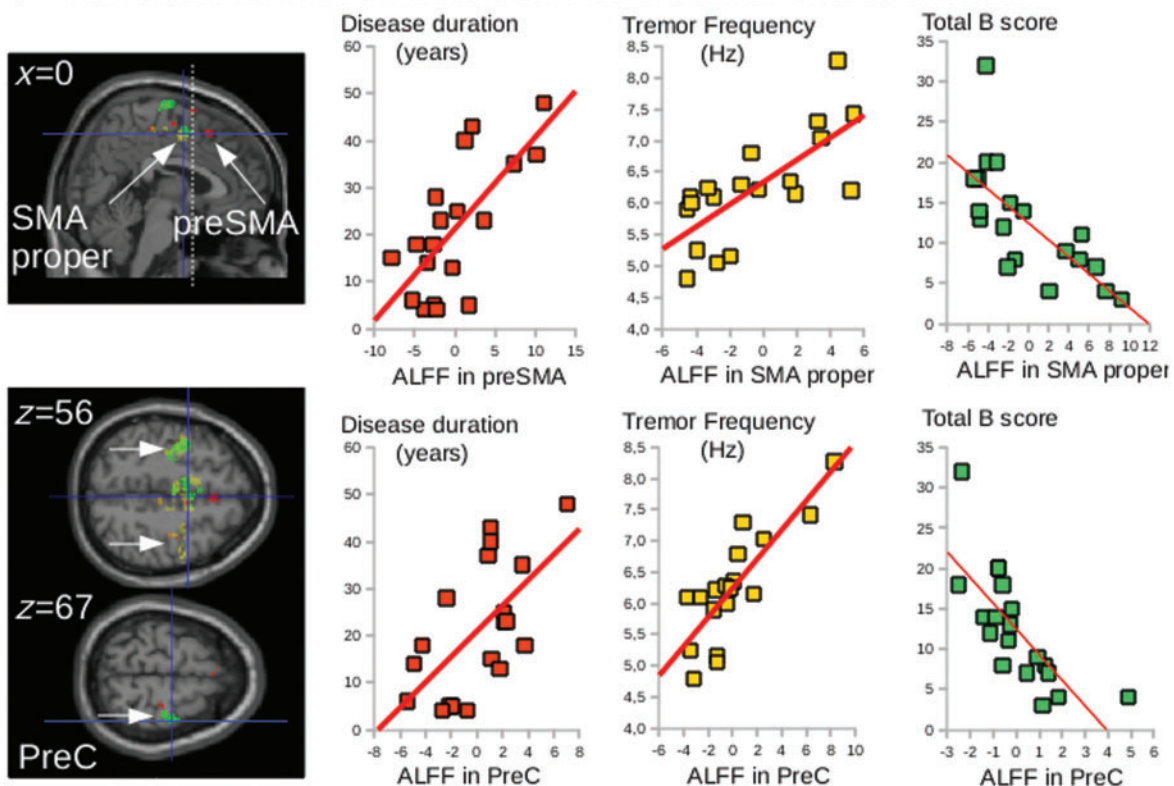 x=0
SMA
proper
preSMA
Disease duration
(years)
60
50
40
30
20
10
0
-10 -5 0 5 10 15
ALFF in preSMA
Tremor Frequency
(Hz)
8,5
8,0
7,5
7,0
6,5
6,0
5,5
5,0
4,5
4,0
-6 -4 -2 0 2 4 6
ALFF in SMA proper
Total B score
35
30
25
20
15
10
5
0
-8 -6 -4 -2 0 2 4 6 8 10 12
ALFF in SMA proper
z=56
z=67
PreC
Disease duration
(years)
60
50
40
30
20
10
0
-8 -6 -4 -2 0 2 4 6 8
ALFF in PreC
Tremor Frequency
(Hz)
8,5
8,0
7,5
7,0
6,5
6,0
5,5
5,0
4,5
4,0
-6 -4 -2 0 2 4 6 8 10
ALFF in PreC
Total B score
35
30
25
20
15
10
5
0
-3 -2 -1 0 1 2 3 4 5 6
ALFF in PreC